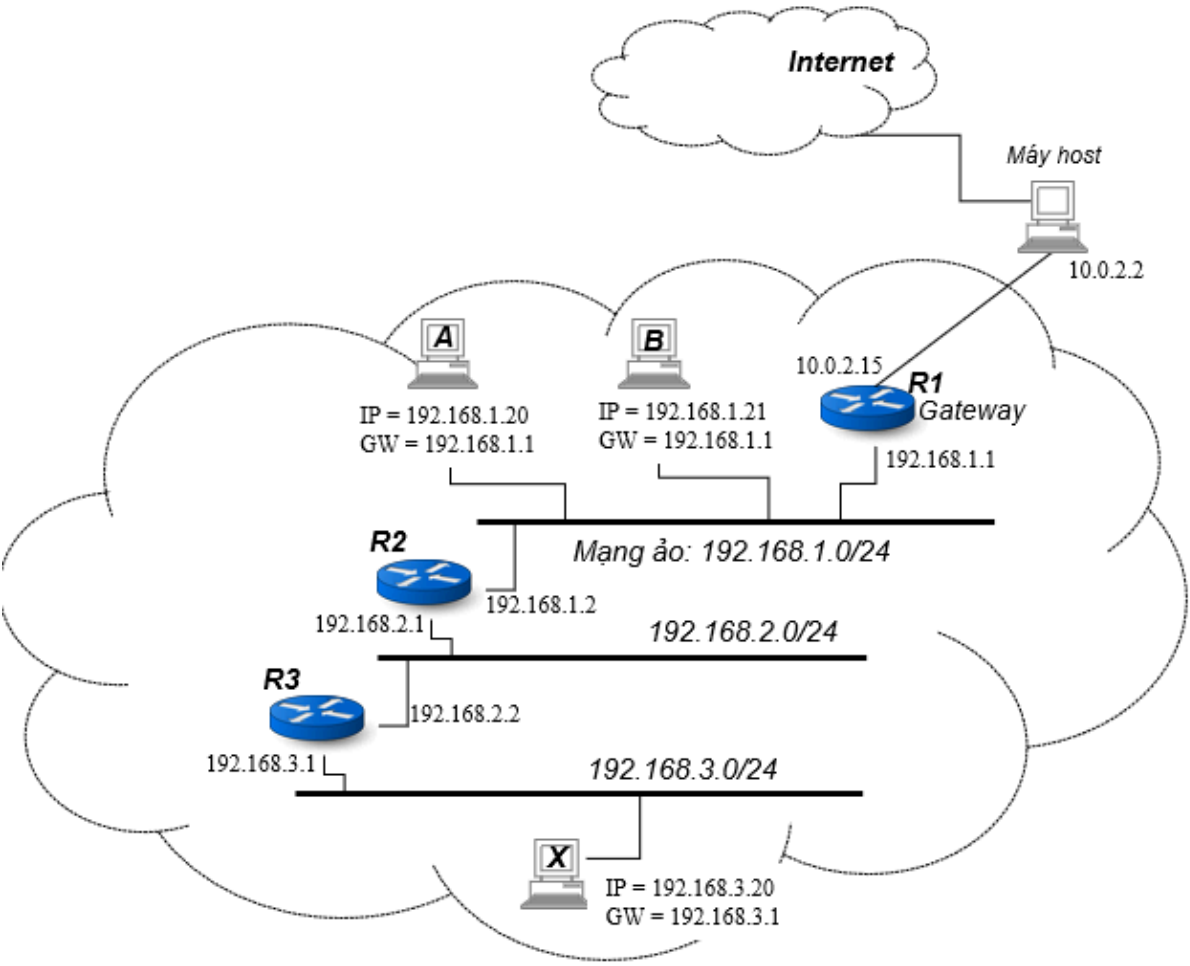 Internet
Máy host
10.0.2.2
A
B
10.0.2.15
R1
Gateway
IP = 192.168.1.20
GW = 192.168.1.1
IP = 192.168.1.21
GW = 192.168.1.1
192.168.1.1
R2
Mạng ảo: 192.168.1.0/24
192.168.1.2
192.168.2.1
192.168.2.0/24
R3
192.168.2.2
192.168.3.1
192.168.3.0/24
X
IP = 192.168.3.20
GW = 192.168.3.1